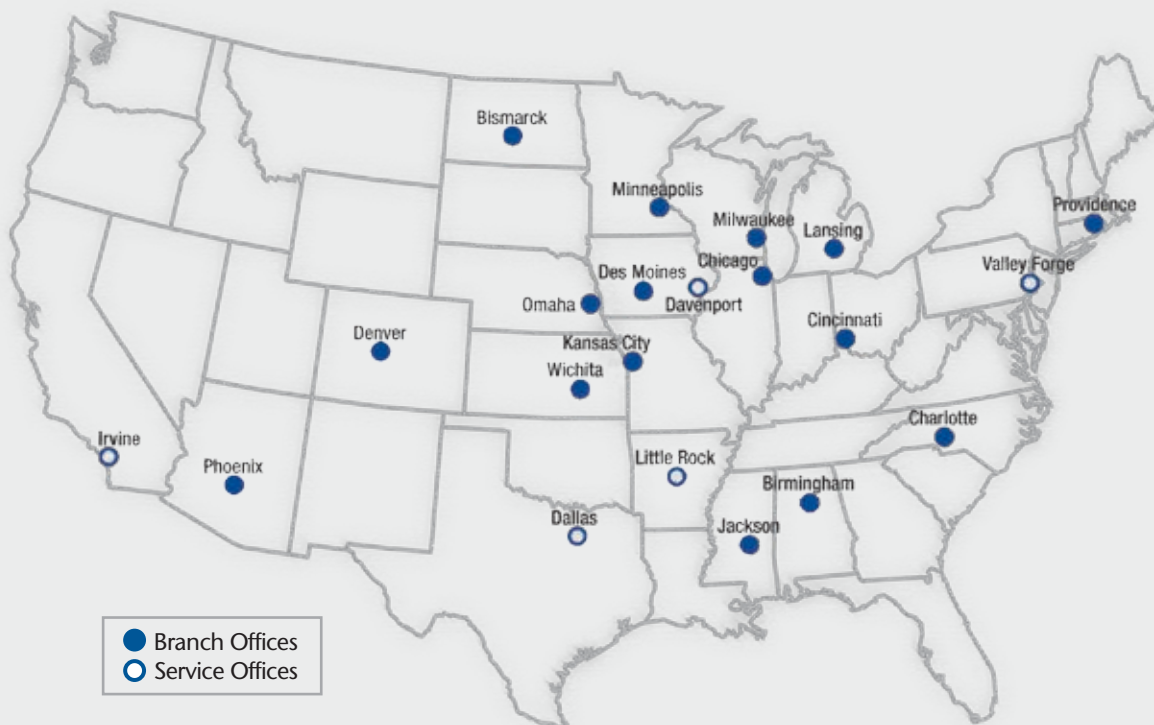 Bismarck
Minneapolis
Milwaukee
Lansing
Providence
Chicago
Valley Forge
Des Moines
Davenport
Omaha
Cincinnati
Denver
Kansas City
Wichita
Charlotte
Irvine
Phoenix
Little Rock
Birmingham
Dallas
Jackson
Branch Offices
Service Offices